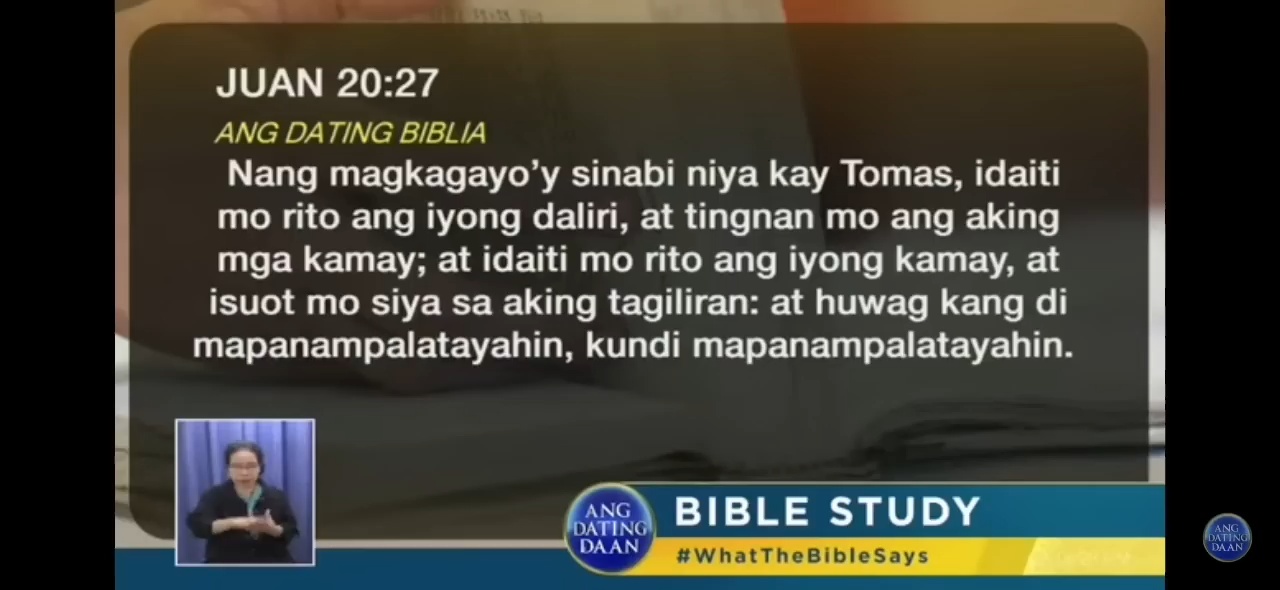 JUAN 20:27
ANG DATING BIBLIA
Nang magkagayo’y sinabi niya kay Tomas, idaiti
mo rito ang iyong daliri, at tingnan mo ang aking
mga kamay; at idaiti mo rito ang iyong kamay, at
isuot mo siya sa aking tagiliran: at huwag kang di
mapanampalatayahin, kundi mapanampalatayahin.
ANG
DATING
DAAN
BIBLE STUDY
#WhatTheBibleSays
ANG
DATING
DAAN